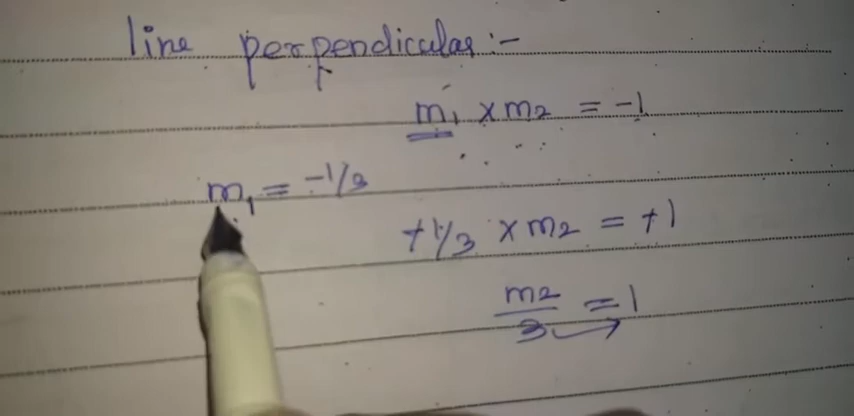 line perpendicular :-
m₁ × m₂ = -1
m₁ = -1/3
+1/3 × m₂ = +1
m₂/3 = 1